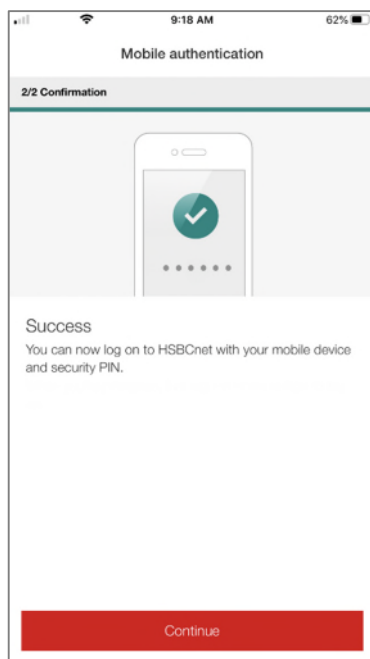 9:18 AM 62%
Mobile authentication
2/2 Confirmation
Success
You can now log on to HSBCnet with your mobile device
and security PIN.
Continue